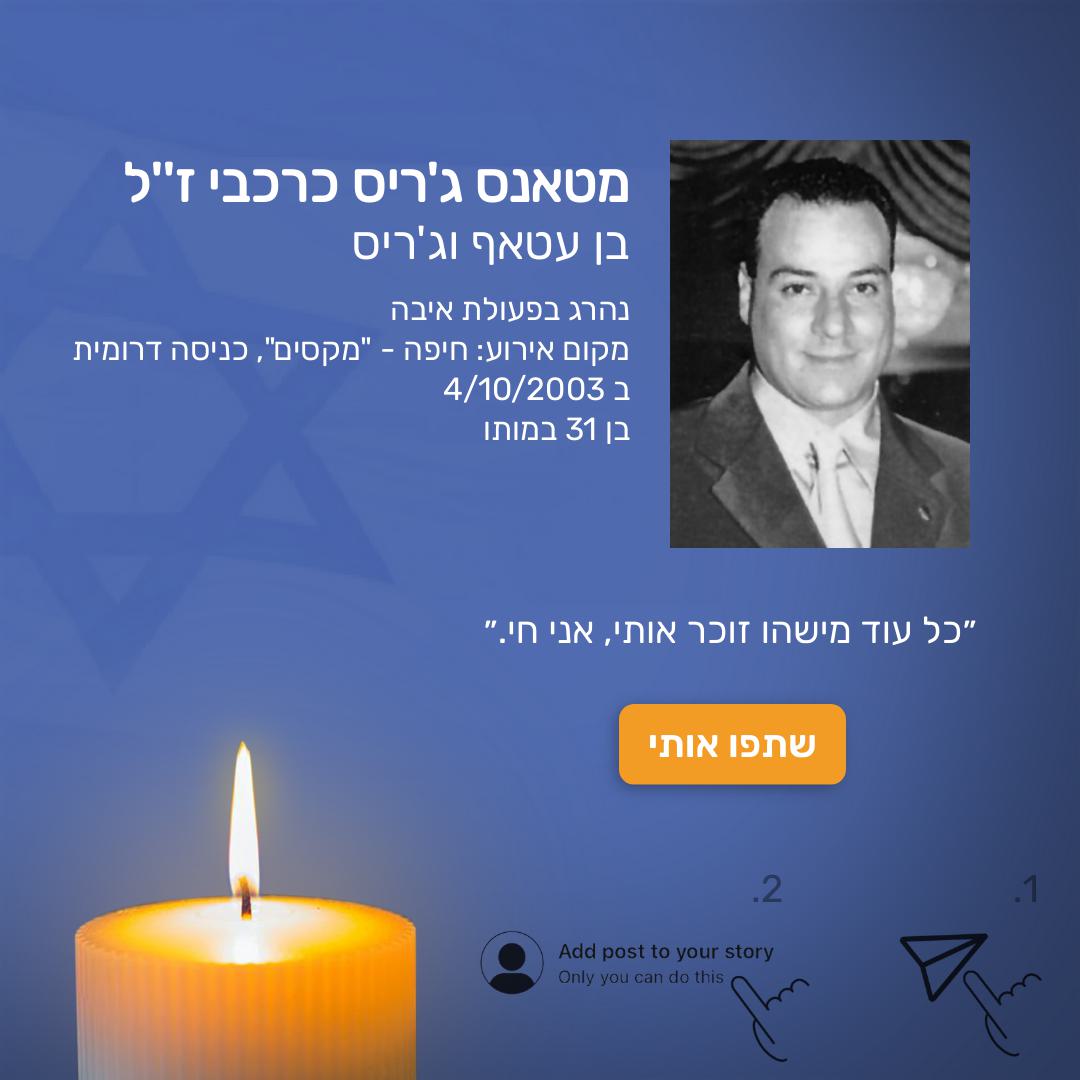 מטאנס ג'ריס כרכבי ז"ל
בן עטאף וג'ריס
נהרג בפעולת איבה
מקום אירוע: חיפה - "מקסים", כניסה דרומית
ב 4/10/2003
בן 31 במותו
״כל עוד מישהו זוכר אותי, אני חי.״
שתפו אותי
1.
2.
Add post to your story
Only you can do this